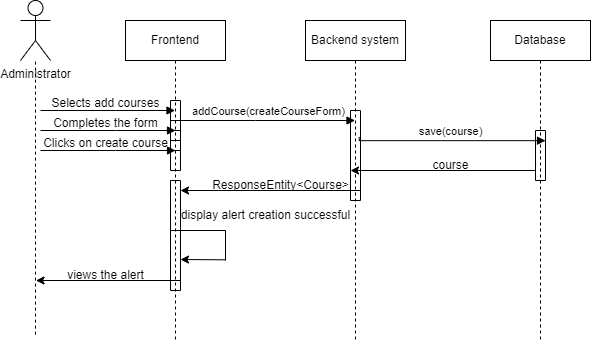 Frontend
Backend system
Database
Administrator
Selects add courses
addCourse(createCourseForm)
Completes the form
save(course)
Clicks on create course
course
ResponseEntity<Course>
display alert creation successful
views the alert